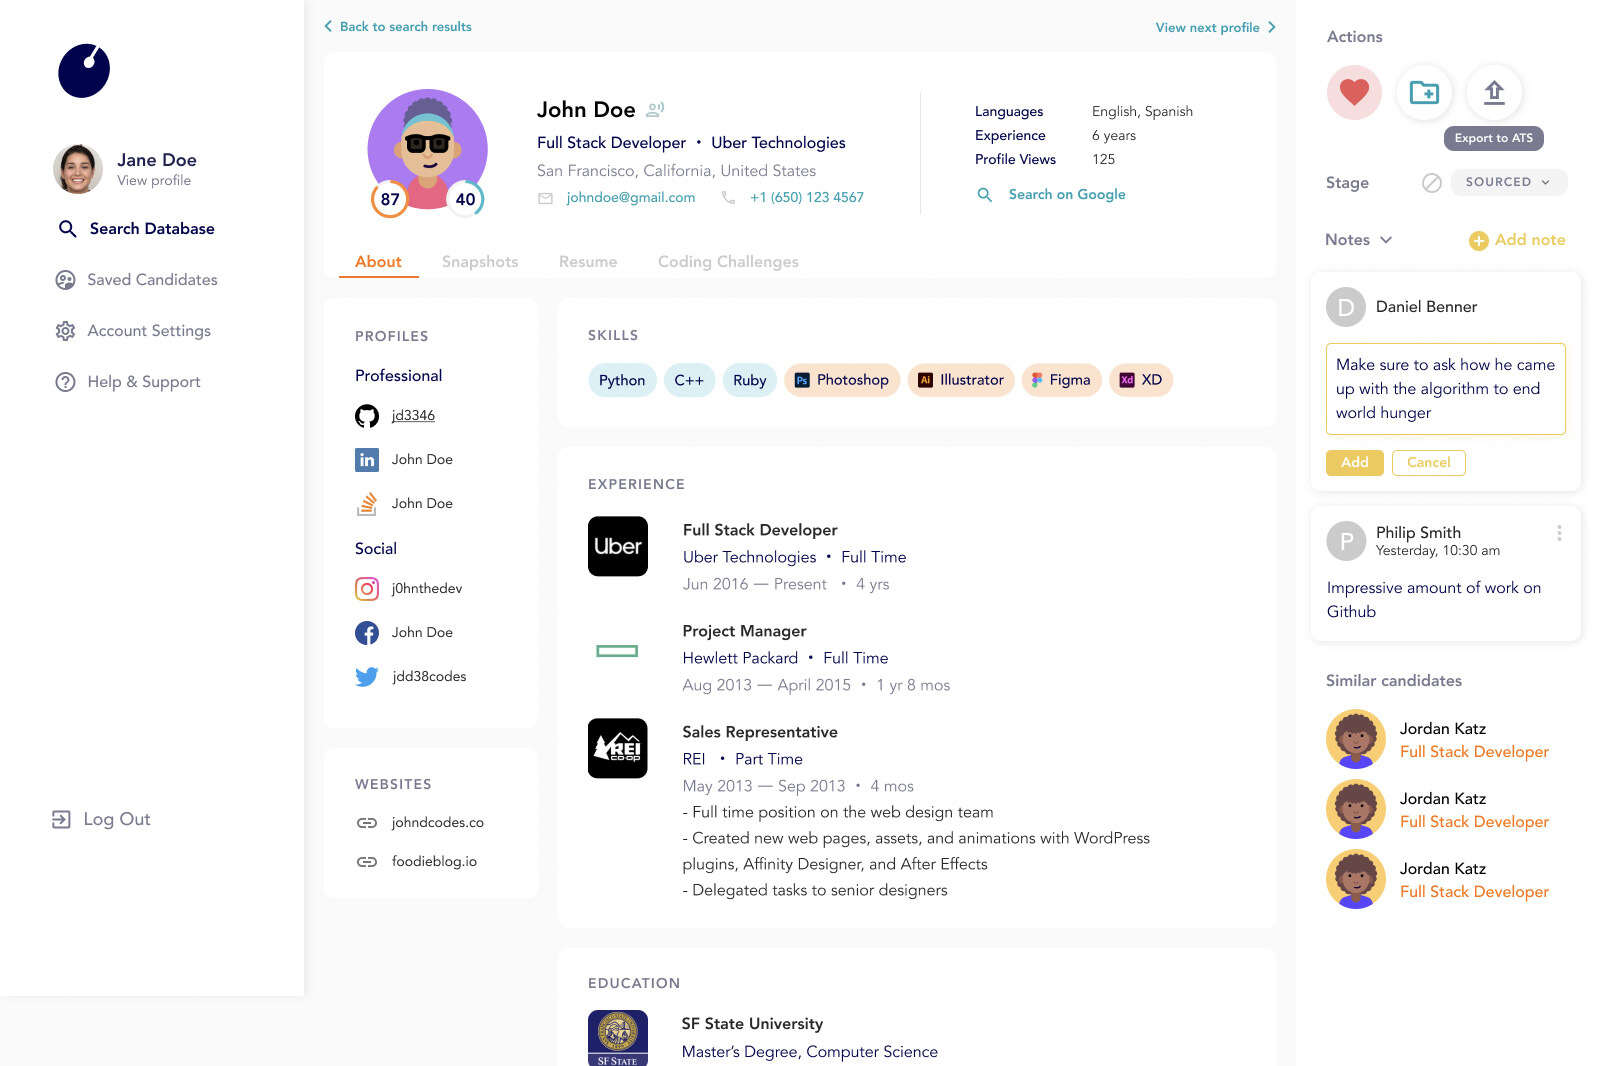 Jane Doe
View profile
Search Database
Saved Candidates
Account Settings
Help & Support
Log Out
Back to search results
View next profile
87
40
John Doe
Full Stack Developer • Uber Technologies
San Francisco, California, United States
johndoe@gmail.com
+1 (650) 123 4567
Languages English, Spanish
Experience 6 years
Profile Views 125
Search on Google
About
Snapshots
Resume
Coding Challenges
PROFILES
Professional
jd3346
in
John Doe
John Doe
Social
j0hnthedev
John Doe
jdd38codes
WEBSITES
johndcodes.co
foodieblog.io
SKILLS
Python
C++
Ruby
Ps Photoshop
Ai Illustrator
Figma
Xd XD
EXPERIENCE
Uber
Full Stack Developer
Uber Technologies • Full Time
Jun 2016 — Present • 4 yrs
Project Manager
Hewlett Packard • Full Time
Aug 2013 — April 2015 • 1 yr 8 mos
REI
CO-OP
Sales Representative
REI • Part Time
May 2013 — Sep 2013 • 4 mos
- Full time position on the web design team
- Created new web pages, assets, and animations with WordPress
plugins, Affinity Designer, and After Effects
- Delegated tasks to senior designers
EDUCATION
SF STATE
SF State University
Master’s Degree, Computer Science
Actions
Export to ATS
Stage
SOURCED
Notes
Add note
D
Daniel Benner
Make sure to ask how he came
up with the algorithm to end
world hunger
Add
Cancel
P
Philip Smith
Yesterday, 10:30 am
Impressive amount of work on
Github
Similar candidates
Jordan Katz
Full Stack Developer
Jordan Katz
Full Stack Developer
Jordan Katz
Full Stack Developer